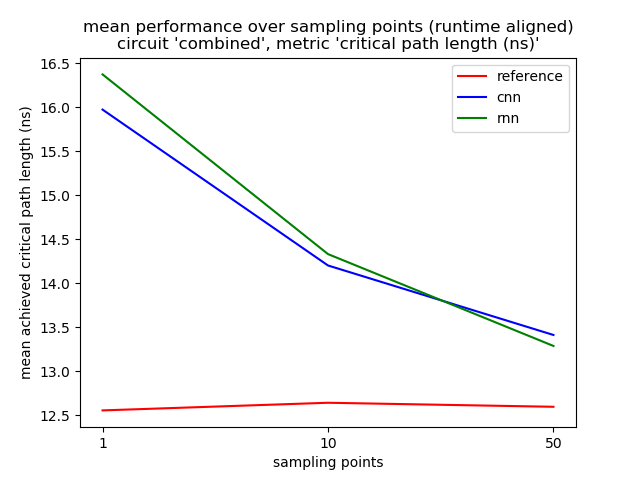 mean performance over sampling points (runtime aligned)
circuit 'combined', metric 'critical path length (ns)'
reference
cnn
rnn
16.5
16.0
15.5
15.0
14.5
14.0
13.5
13.0
12.5
mean achieved critical path length (ns)
1
10
50
sampling points